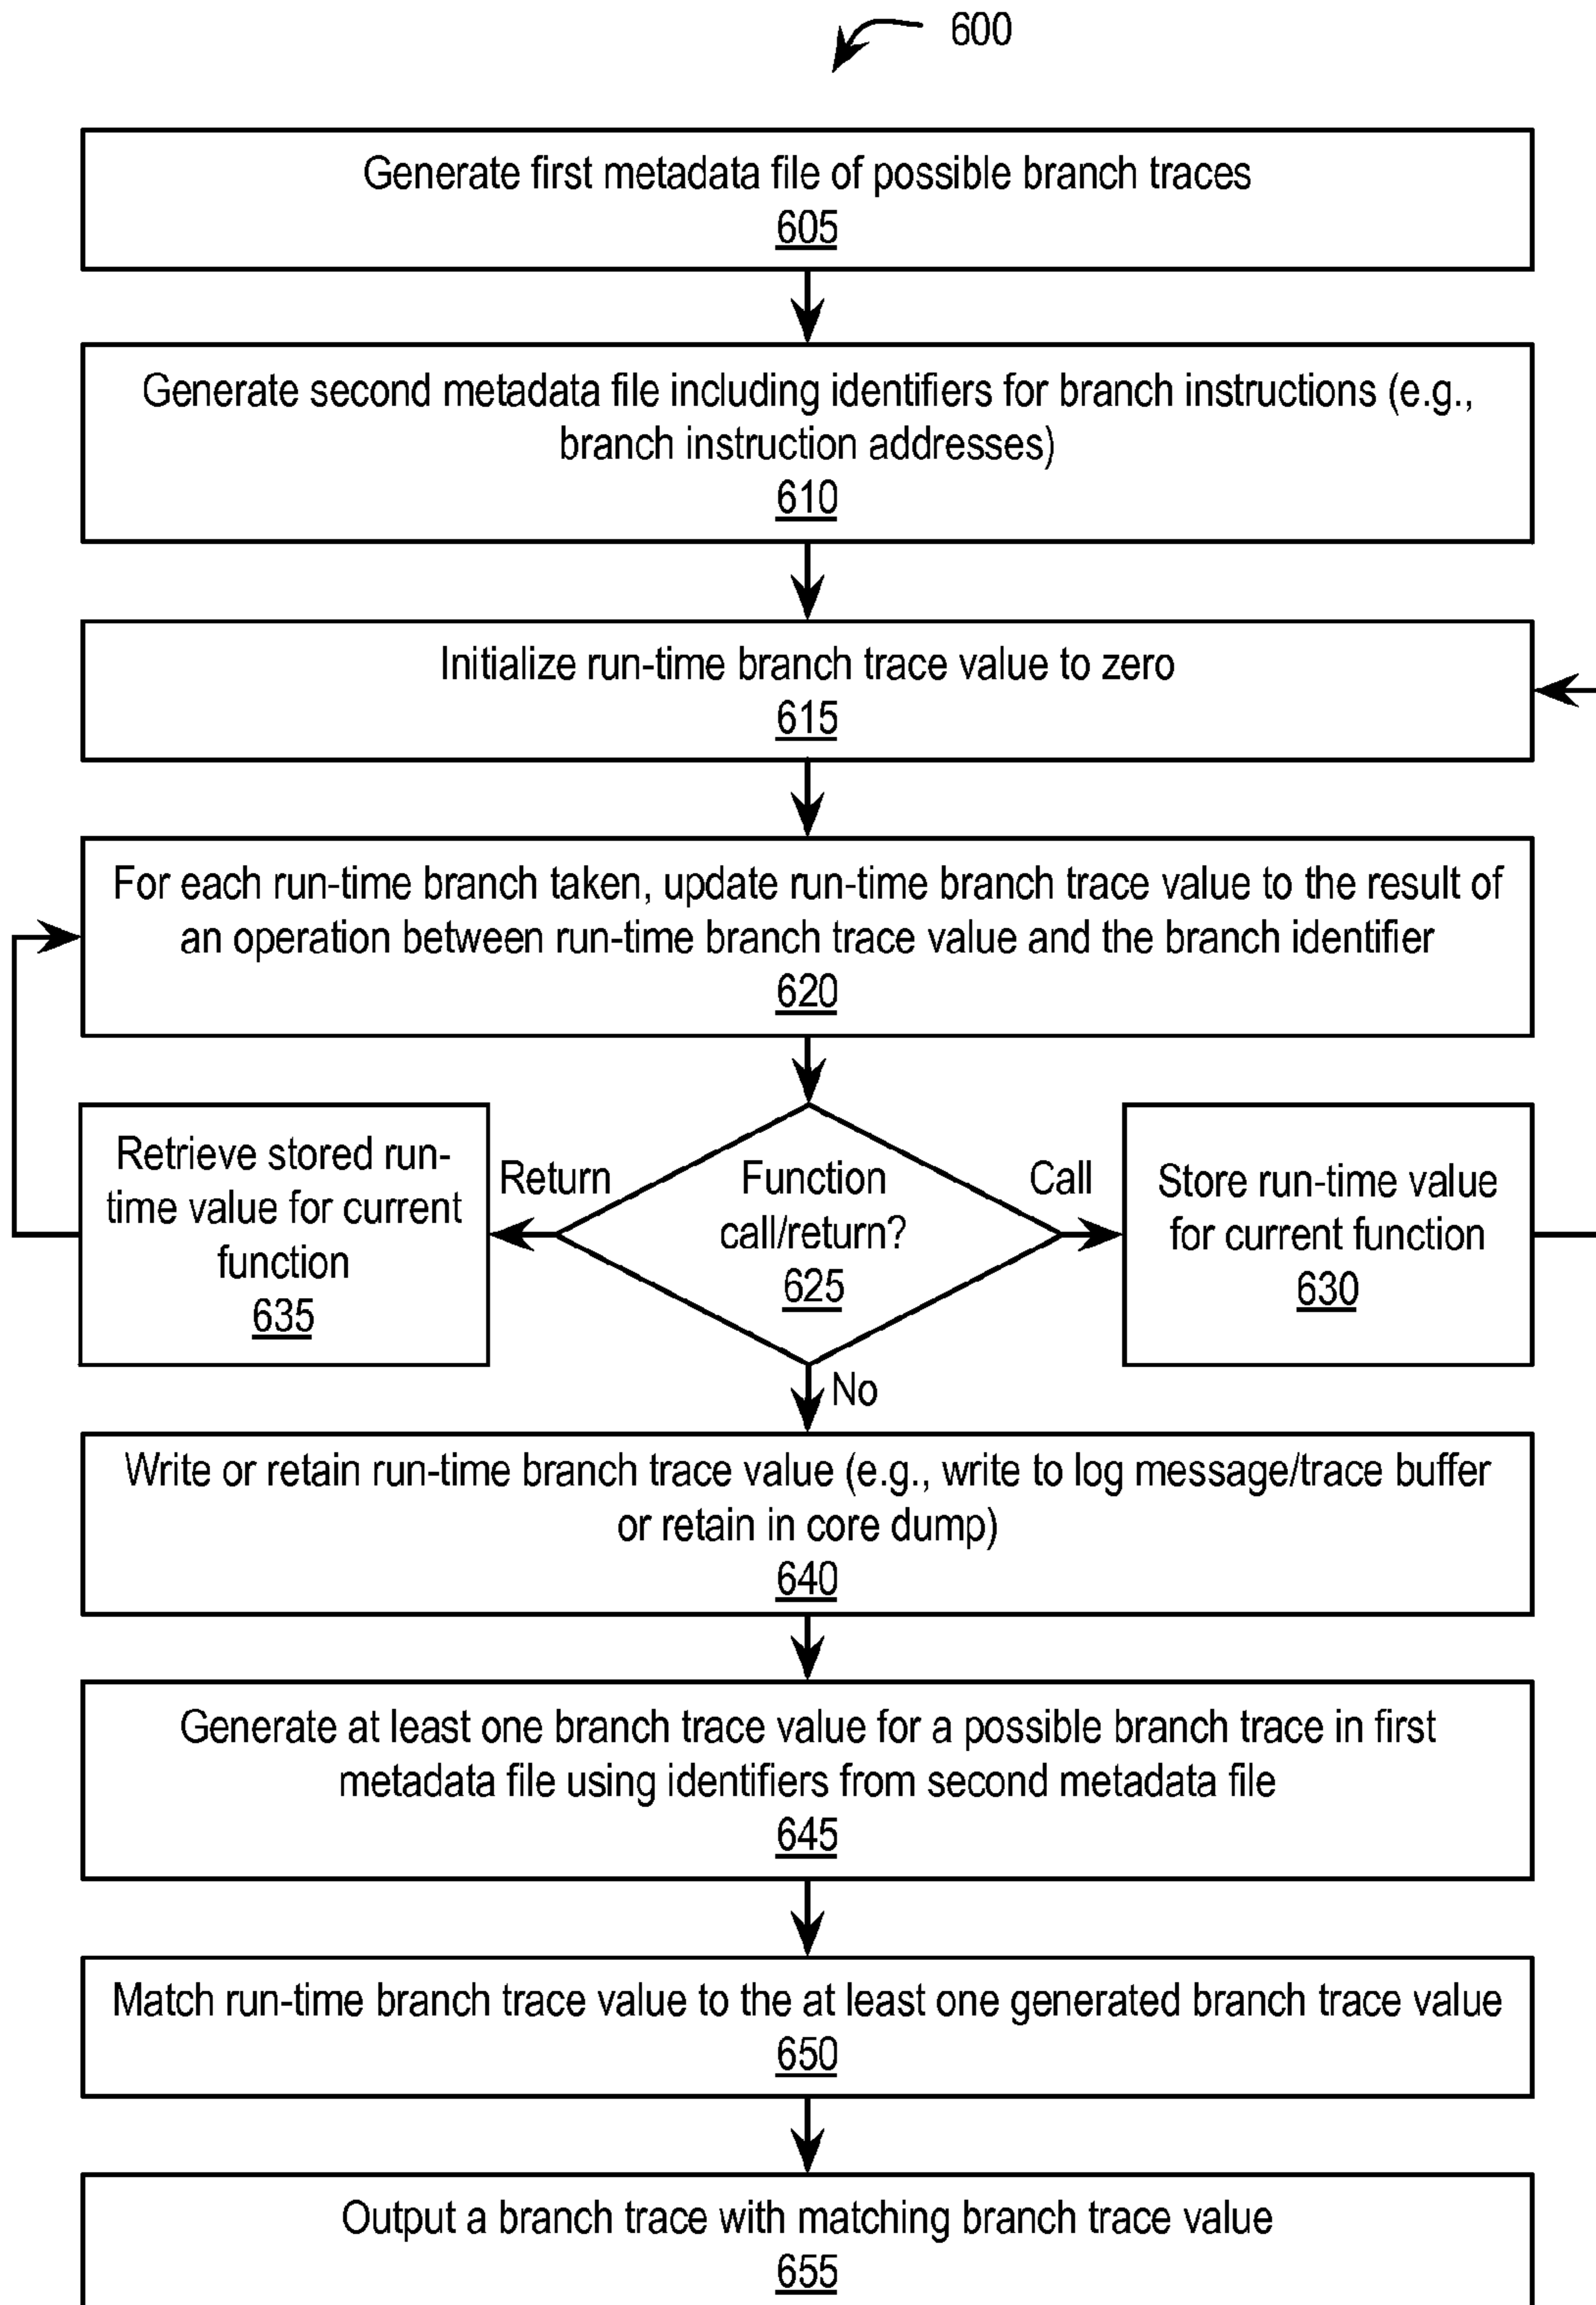 600
Generate first metadata file of possible branch traces
605
Generate second metadata file including identifiers for branch instructions (e.g.,
branch instruction addresses)
610
Initialize run-time branch trace value to zero
615
For each run-time branch taken, update run-time branch trace value to the result of
an operation between run-time branch trace value and the branch identifier
620
Retrieve stored run-
time value for current
function
635
Return
Function
call/return?
625
Call
Store run-time value
for current function
630
No
Write or retain run-time branch trace value (e.g., write to log message/trace buffer
or retain in core dump)
640
Generate at least one branch trace value for a possible branch trace in first
metadata file using identifiers from second metadata file
645
Match run-time branch trace value to the at least one generated branch trace value
650
Output a branch trace with matching branch trace value
655